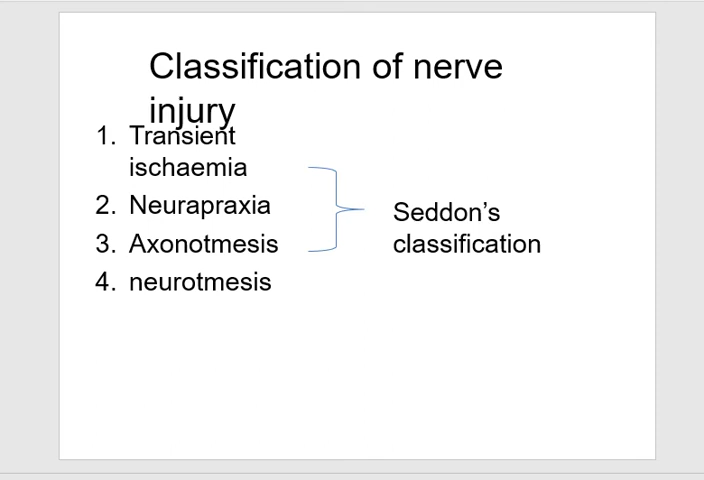 Classification of nerve
injury
1. Transient
ischaemia
2. Neurapraxia
3. Axonotmesis
4. neurotmesis
Seddon’s
classification